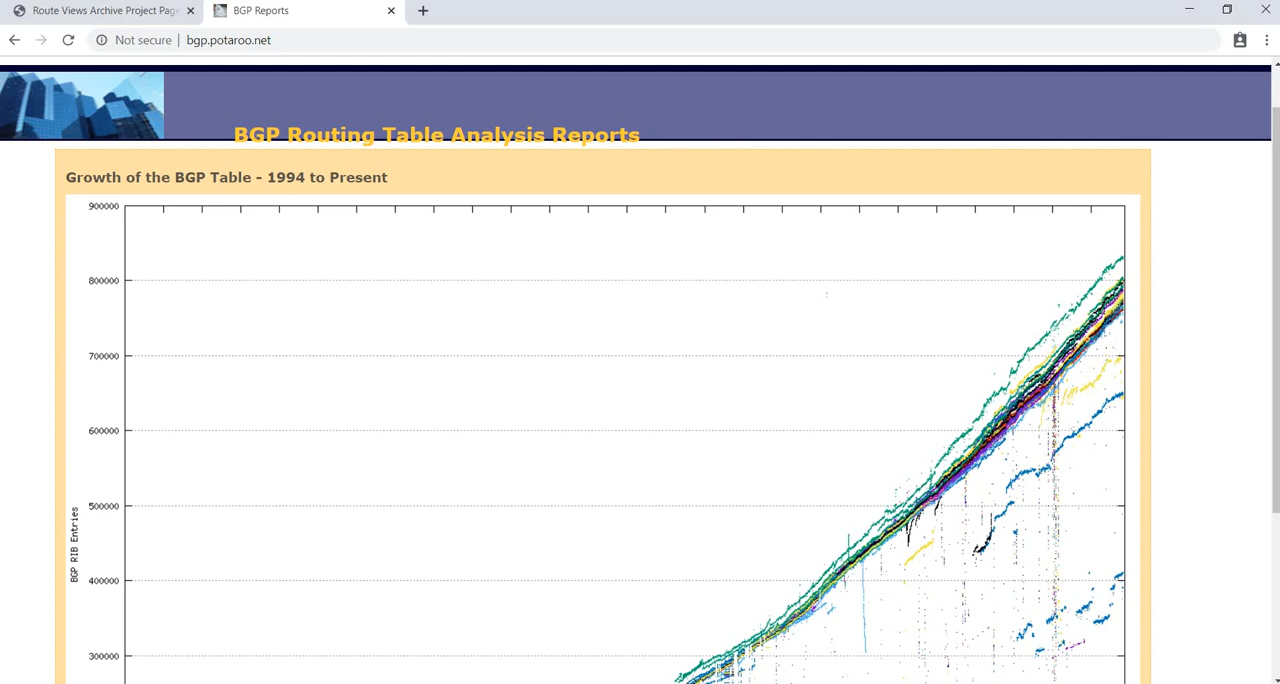 Route Views Archive Project Pag
BGP Reports
Not secure | bgp.potaroo.net
BGP Routing Table Analysis Reports
Growth of the BGP Table - 1994 to Present
900000
800000
700000
600000
500000
BGP RIB Entries
400000
300000